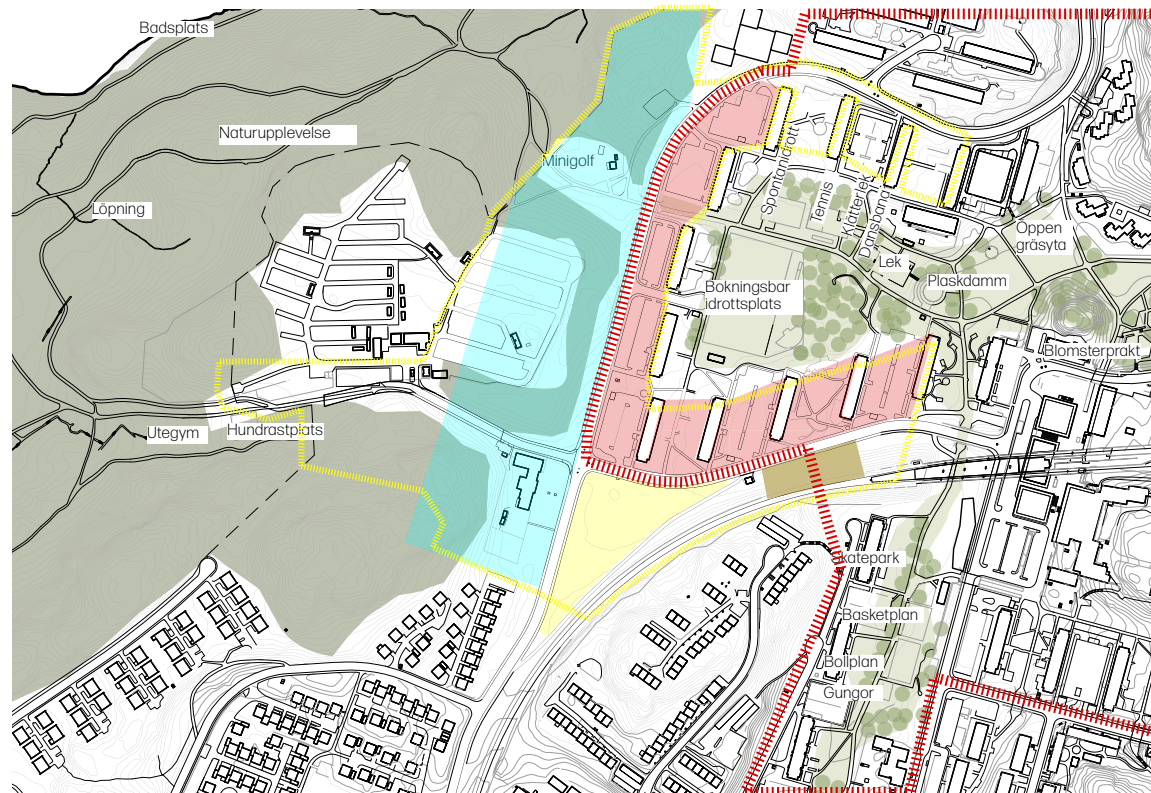 Badsplats
Naturupplevelse
Minigolf
Löpning
Spontanidrott
Tennis
Klätterlek
Dansbana
Lek
Öppen
gräsyta
Plaskdamm
Bokningsbar
idrottsplats
Blomsterprakt
Utegym
Hundrastplats
Skatepark
Basketplan
Bollplan
Gungor